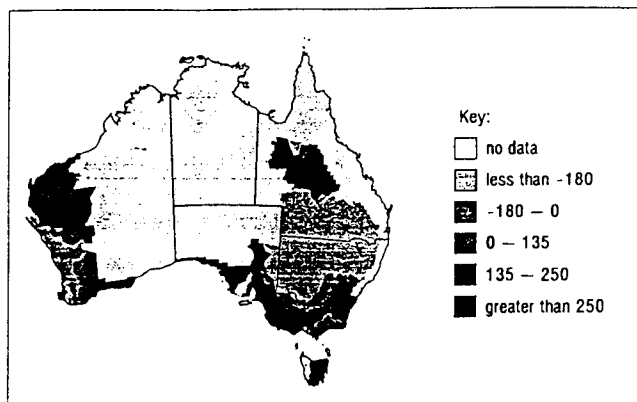 Key:
no data
less than -180
-180 – 0
0 – 135
135 – 250
greater than 250